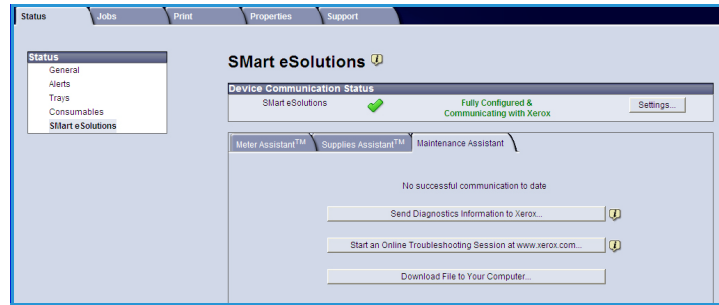 Status Jobs Print Properties Support
Status
General
Alerts
Trays
Consumables
SMart eSolutions
SMart eSolutions
Device Communication Status
SMart eSolutions
Fully Configured &
Communicating with Xerox
Settings...
Meter Assistant™ Supplies Assistant™ Maintenance Assistant
No successful communication to date
Send Diagnostics Information to Xerox...
Start an Online Troubleshooting Session at www.xerox.com...
Download File to Your Computer...